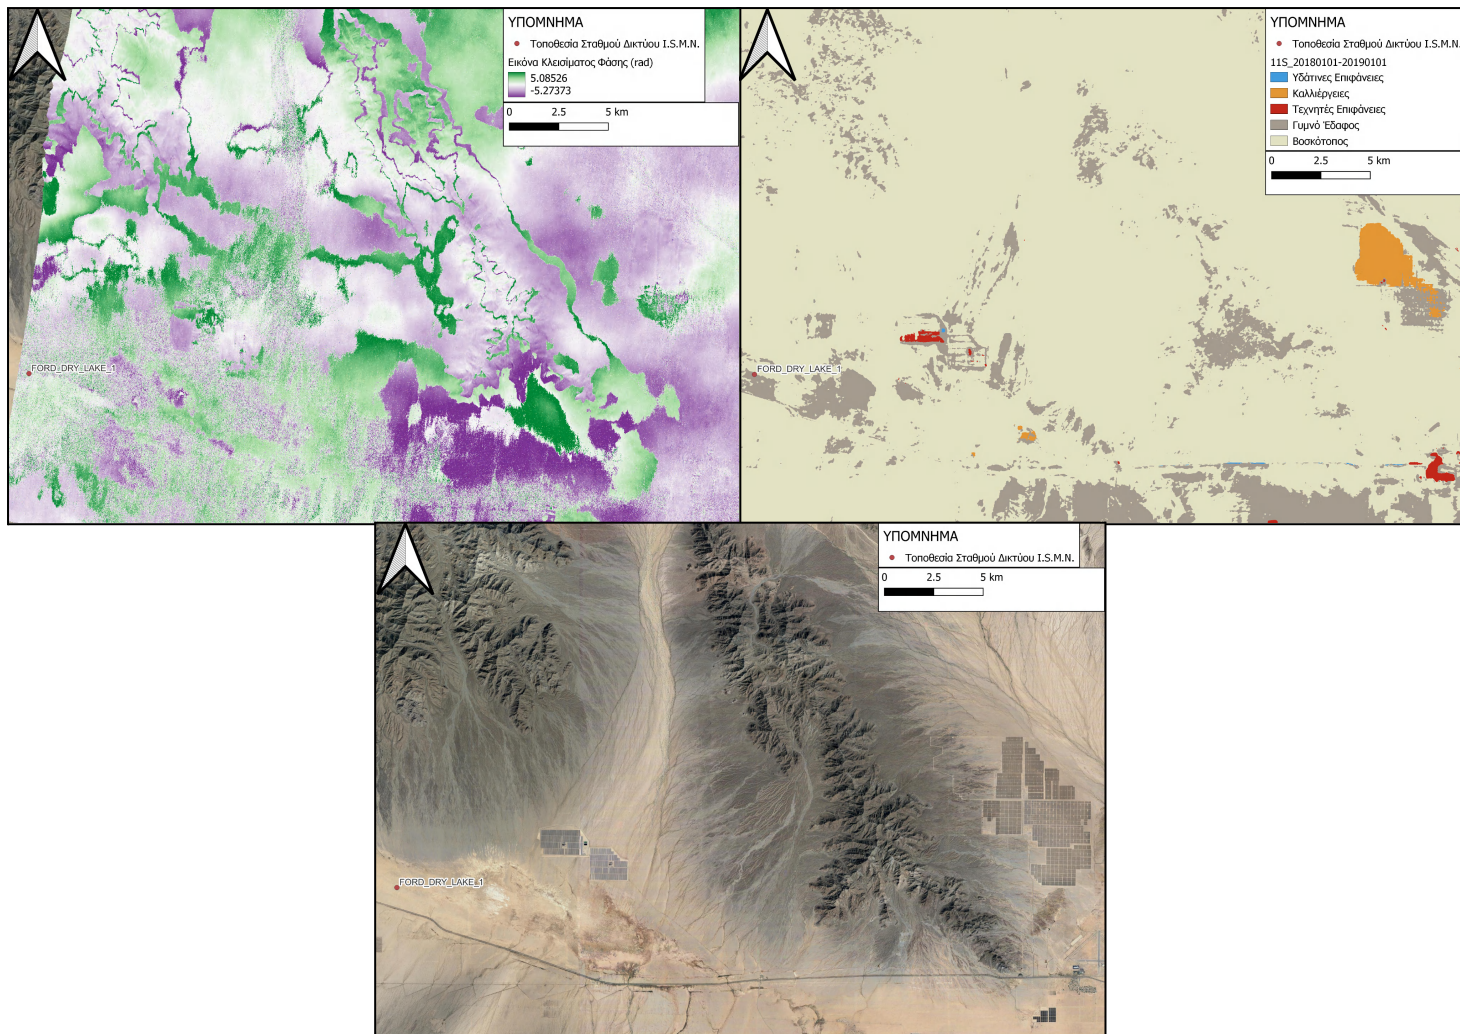 ΥΠΟΜΝΗΜΑ
Τοποθεσία Σταθμού Δικτύου I.S.M.N.
Εικόνα Κλεισίματος Φάσης (rad)
5.08526
-5.27373
0 2.5 5 km
FORD_DRY_LAKE_1
ΥΠΟΜΝΗΜΑ
Τοποθεσία Σταθμού Δικτύου I.S.M.N.
11S_20180101-20190101
Υδάτινες Επιφάνειες
Καλλιέργειες
Τεχνητές Επιφάνειες
Γυμνό Έδαφος
Βοσκότοπος
0 2.5 5 km
FORD_DRY_LAKE_1
ΥΠΟΜΝΗΜΑ
Τοποθεσία Σταθμού Δικτύου I.S.M.N.
0 2.5 5 km
FORD_DRY_LAKE_1